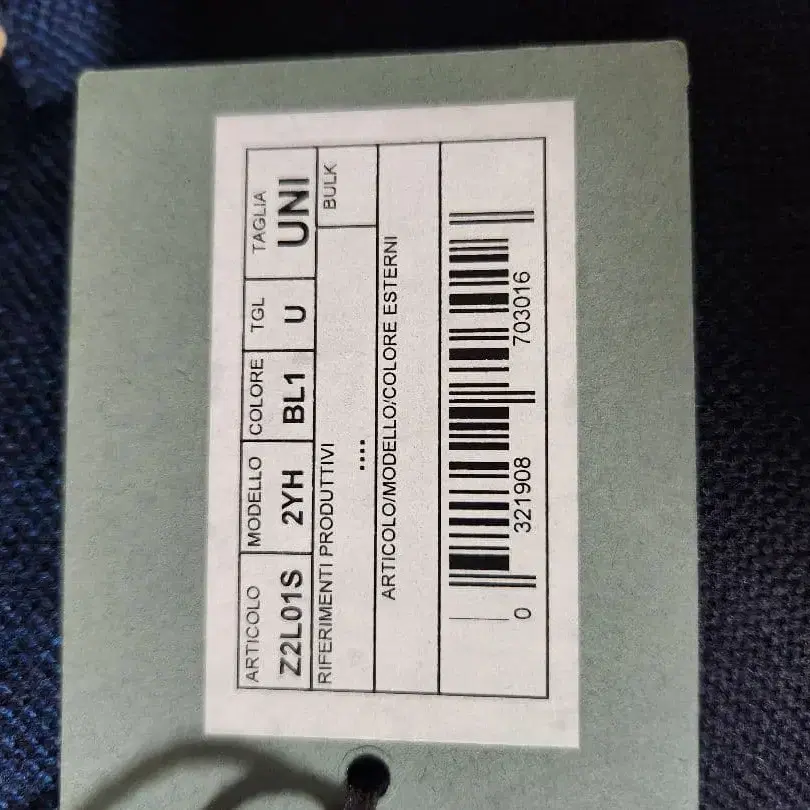 ARTICOLO MODELLO COLORE TGL TAGLIA
Z2L01S 2YH BL1 U UNI
RIFERIMENTI PRODUTTIVI BULK
....
ARTICOLO/MODELLO/COLORE ESTERNI
0 321908 703016